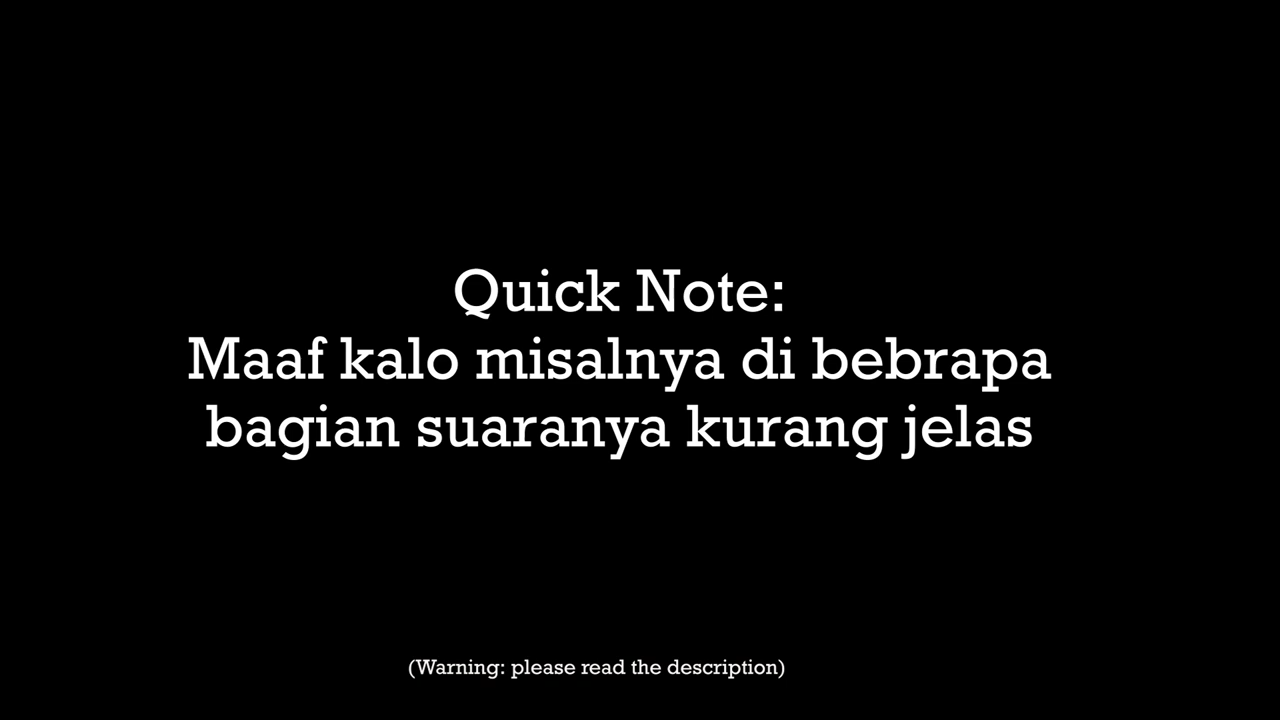 Quick Note:
Maaf kalo misalnya di bebrapa
bagian suaranya kurang jelas
(Warning: please read the description)